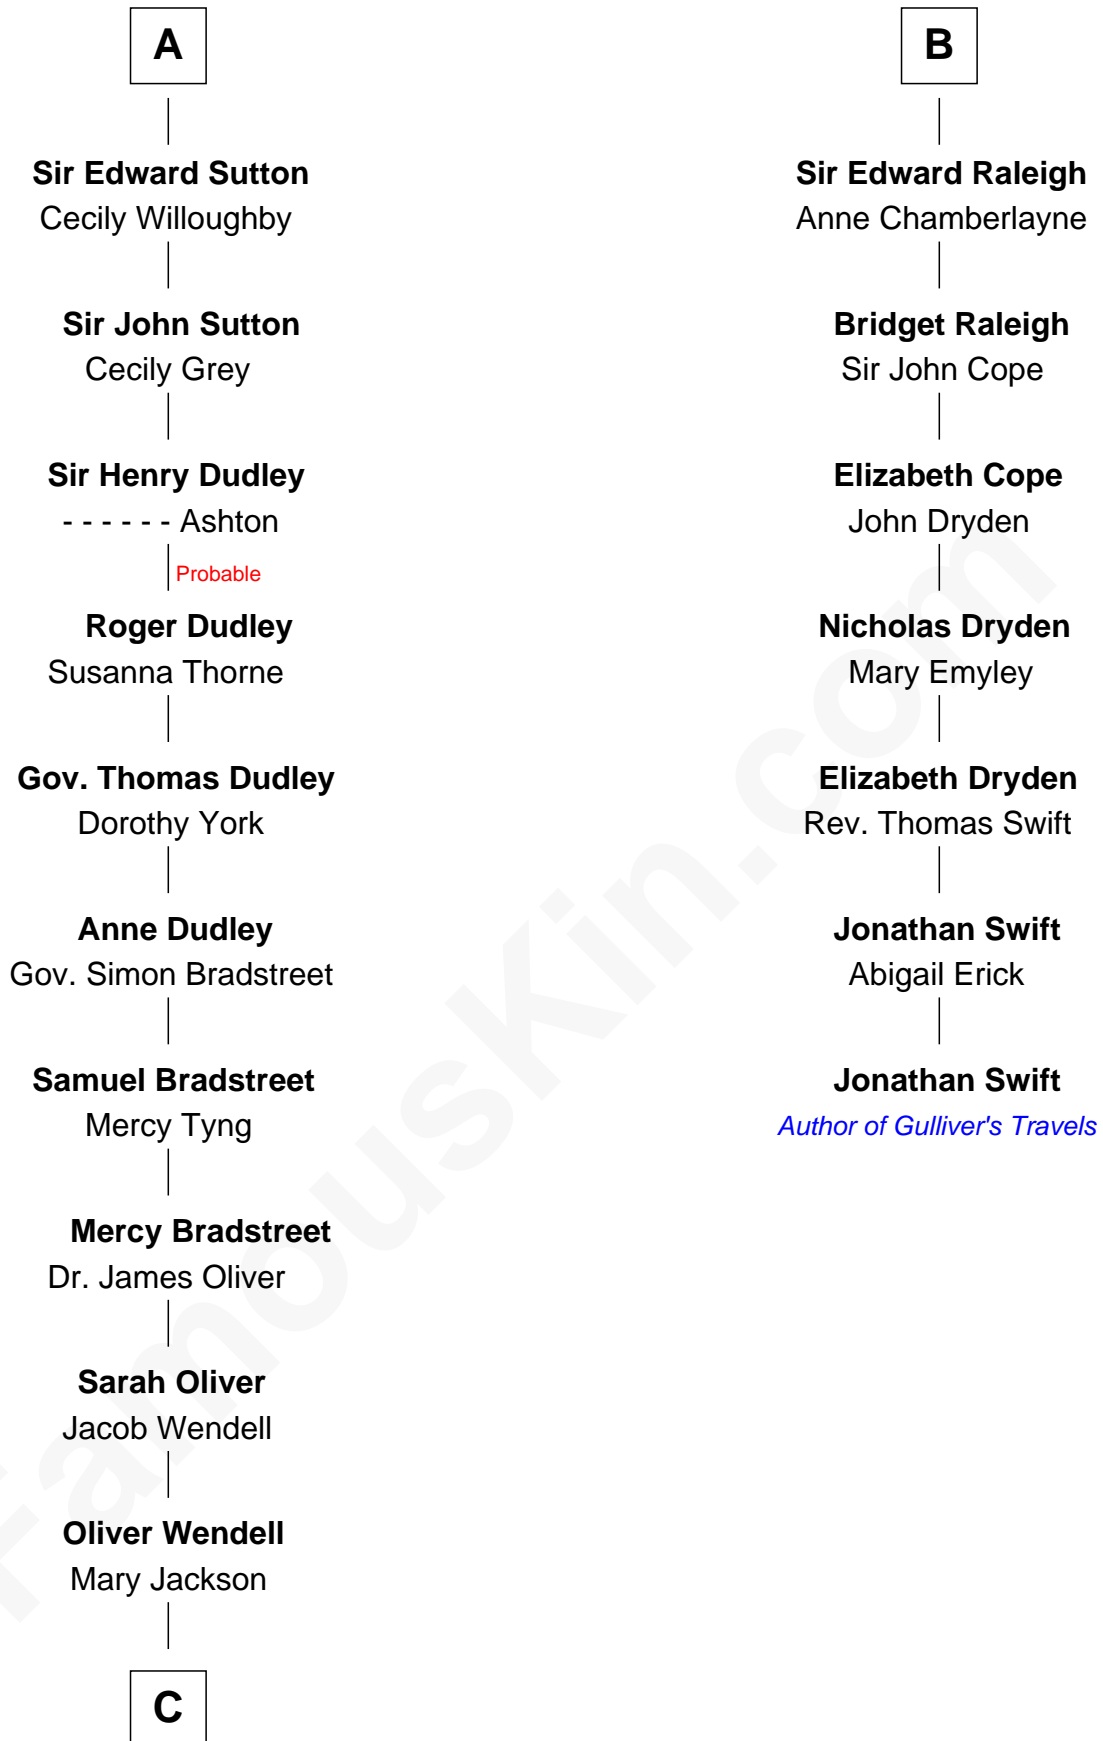 A
Sir Edward Sutton
Cecily Willoughby
Sir John Sutton
Cecily Grey
Sir Henry Dudley
- - - - - - Ashton
Probable
Roger Dudley
Susanna Thorne
Gov. Thomas Dudley
Dorothy York
Anne Dudley
Gov. Simon Bradstreet
Samuel Bradstreet
Mercy Tyng
Mercy Bradstreet
Dr. James Oliver
Sarah Oliver
Jacob Wendell
Oliver Wendell
Mary Jackson
C
B
Sir Edward Raleigh
Anne Chamberlayne
Bridget Raleigh
Sir John Cope
Elizabeth Cope
John Dryden
Nicholas Dryden
Mary Emyley
Elizabeth Dryden
Rev. Thomas Swift
Jonathan Swift
Abigail Erick
Jonathan Swift
Author of Gulliver's Travels
FamousKin.com